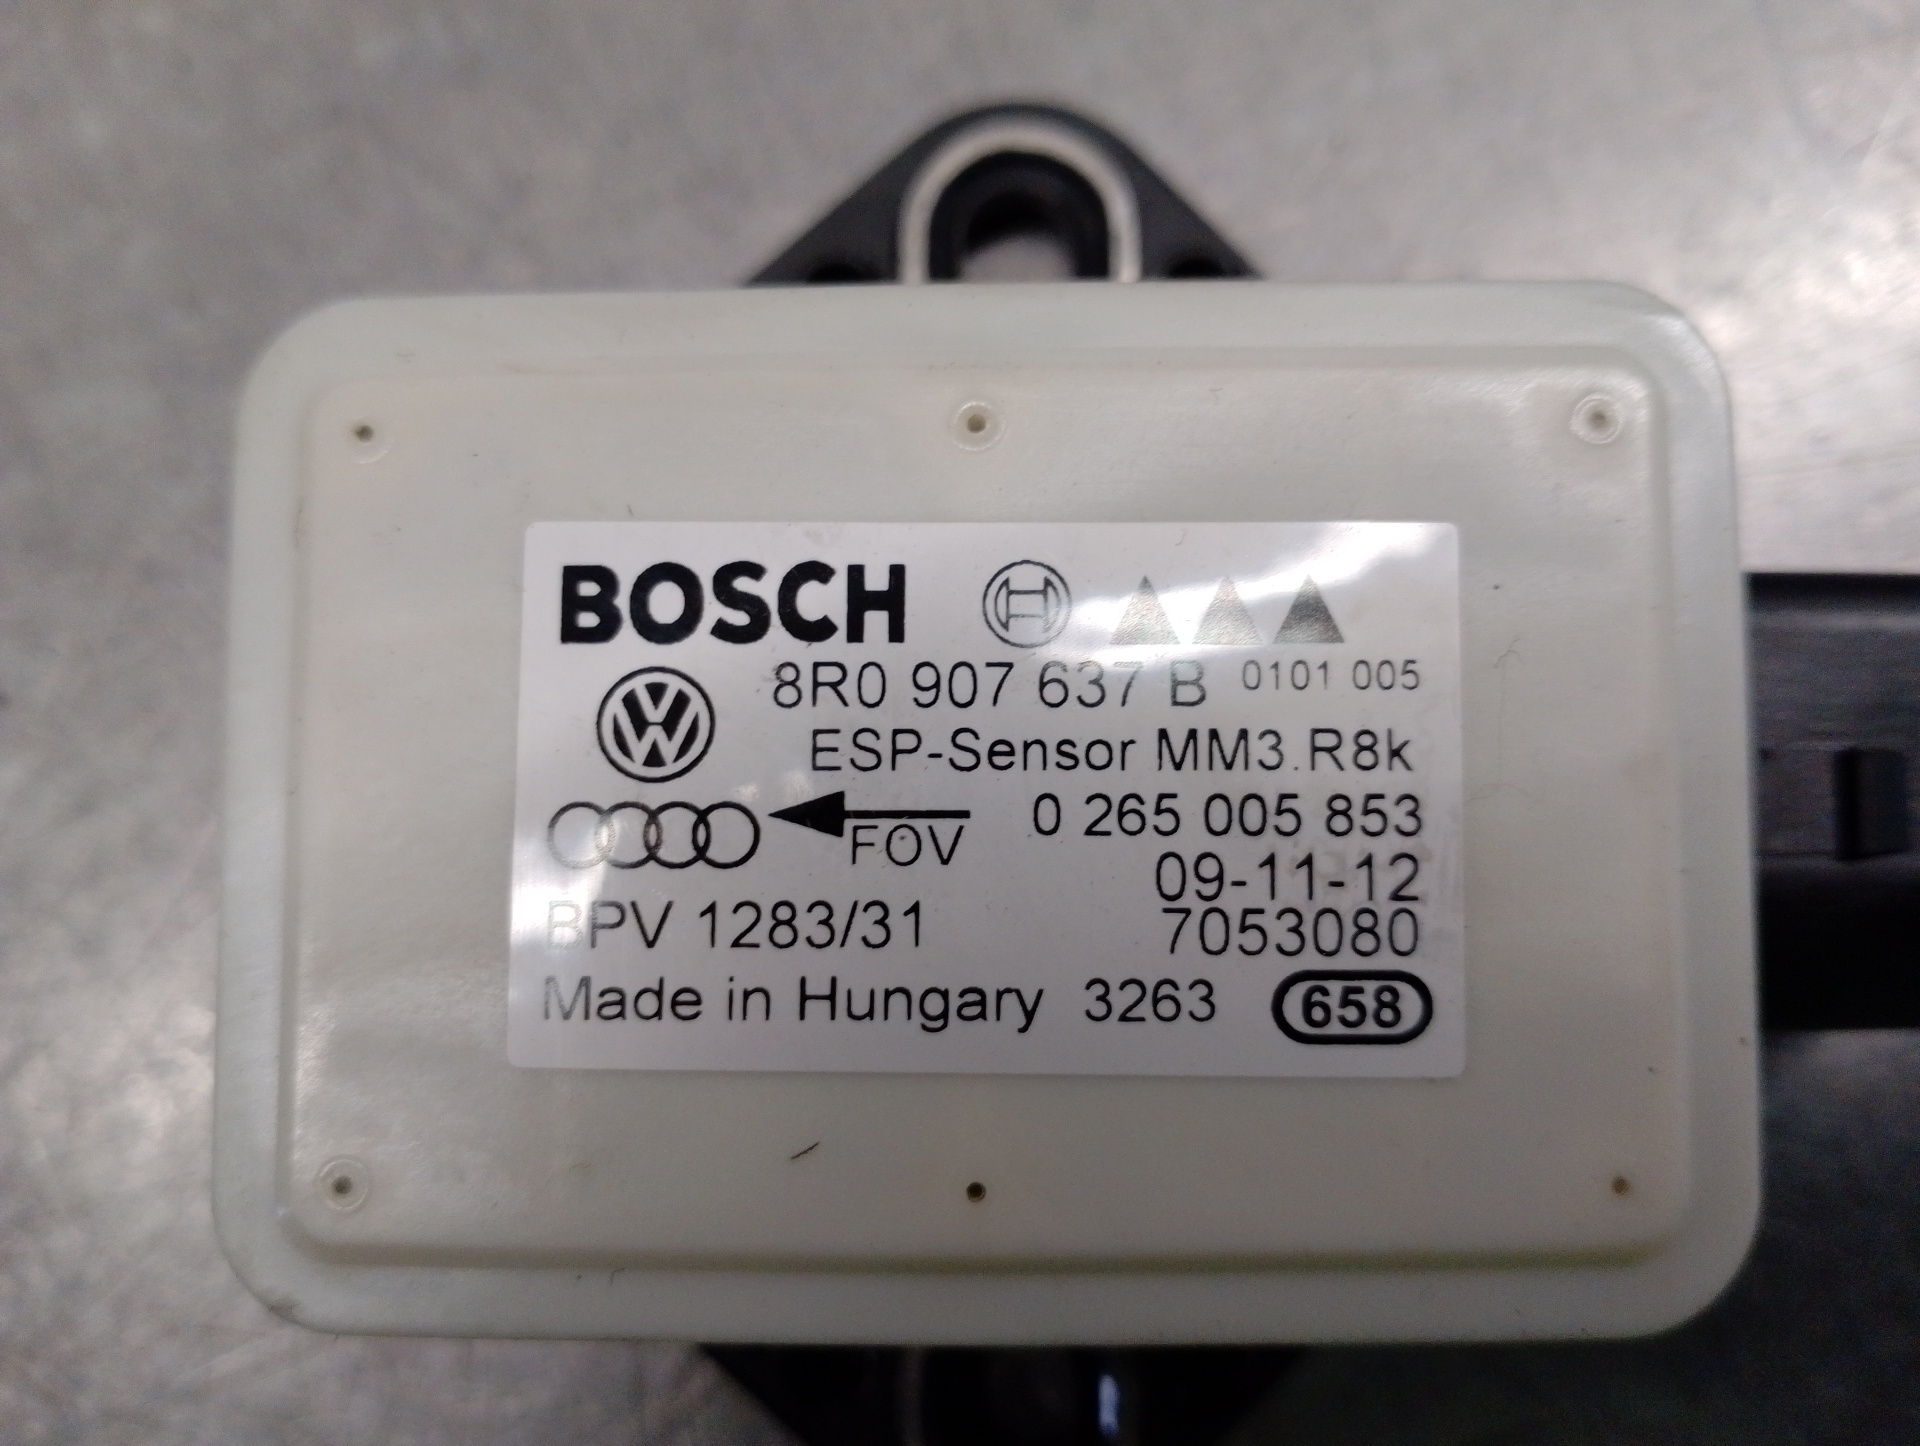 BOSCH
8R0 907 637 B 0101 005
ESP-Sensor MM3.R8k
0 265 005 853
FOV
09-11-12
BPV 1283/31 7053080
Made in Hungary 3263 658